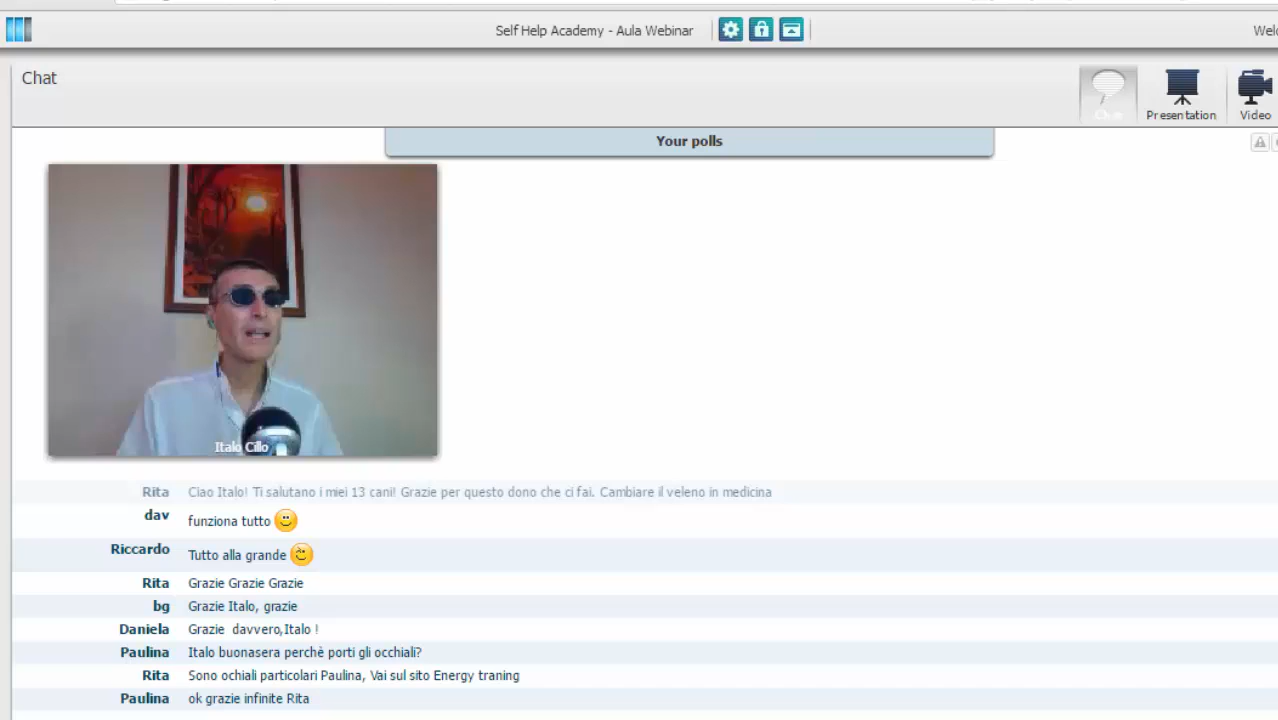 Self Help Academy - Aula Webinar
Chat
Chat
Presentation
Video
Your polls
Italo Cillo
Rita Ciao Italo! Ti salutano i miei 13 cani! Grazie per questo dono che ci fai. Cambiare il veleno in medicina
dav funziona tutto
Riccardo Tutto alla grande
Rita Grazie Grazie Grazie
bg Grazie Italo, grazie
Daniela Grazie davvero,Italo !
Paulina Italo buonasera perchè porti gli occhiali?
Rita Sono ochiali particolari Paulina, Vai sul sito Energy traning
Paulina ok grazie infinite Rita